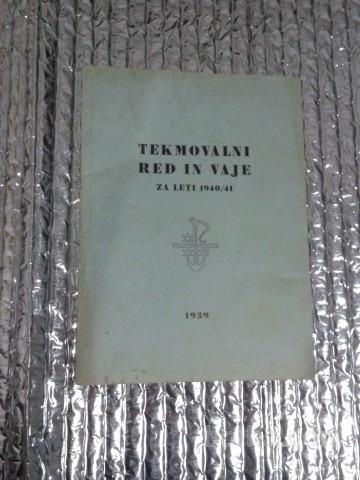 TEKMOVALNI
RED IN VAJE
ZA LETI 1940/41
1939